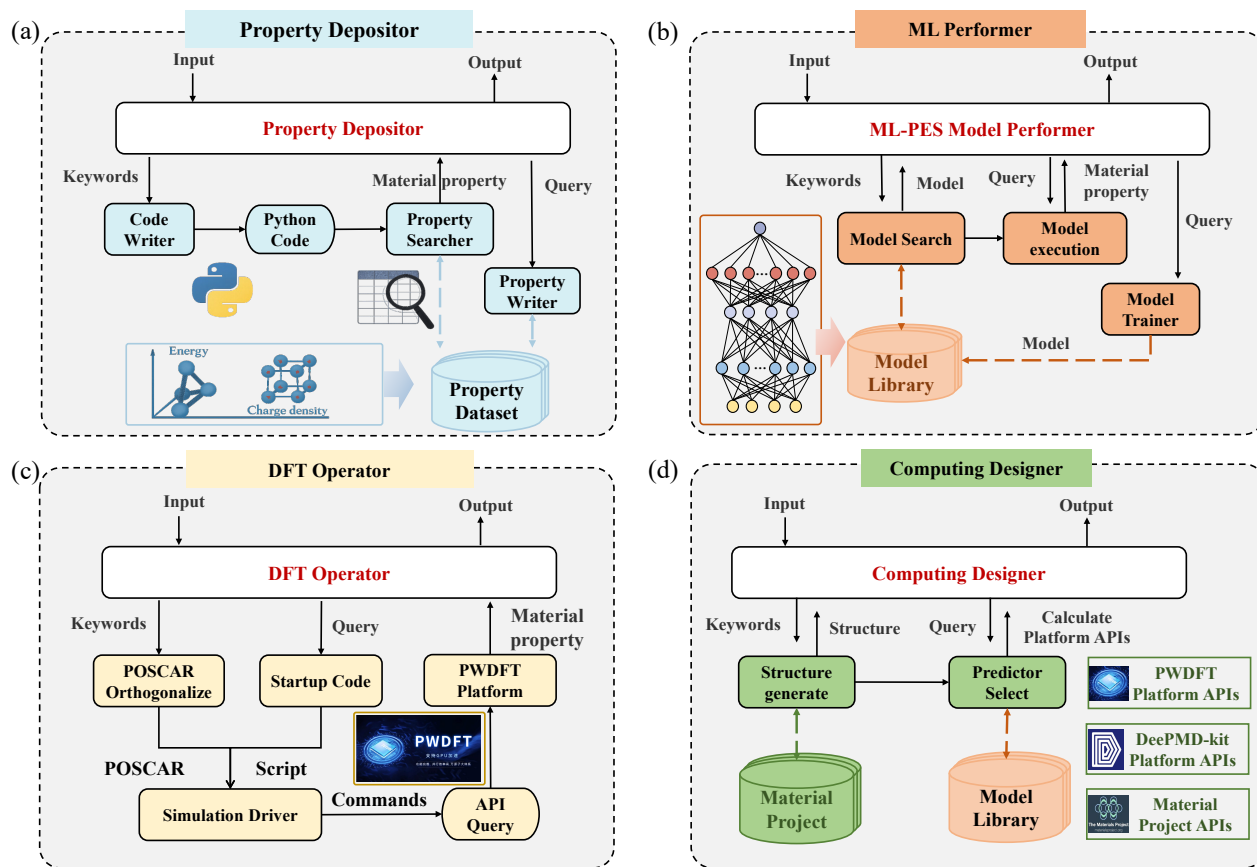 (a)
Property Depositor
Input
Output
Property Depositor
Keywords
Material property
Query
Code
Writer
Python
Code
Property
Searcher
Property
Writer
Energy
Charge density
Property
Dataset
(b)
ML Performer
Input
Output
ML-PES Model Performer
Keywords
Model
Query
Material
property
Query
Model Search
Model
execution
Model
Trainer
Model
Model
Library
(c)
DFT Operator
Input
Output
DFT Operator
Keywords
Query
Material
property
POSCAR
Orthogonalize
Startup Code
PWDFT
Platform
PWDFT
POSCAR
Script
Simulation Driver
Commands
API
Query
(d)
Computing Designer
Input
Output
Computing Designer
Keywords
Structure
Query
Calculate
Platform APIs
Structure
generate
Predictor
Select
Material
Project
Model
Library
PWDFT
Platform APIs
DeePMD-kit
Platform APIs
The Materials Project
Material
Project APIs